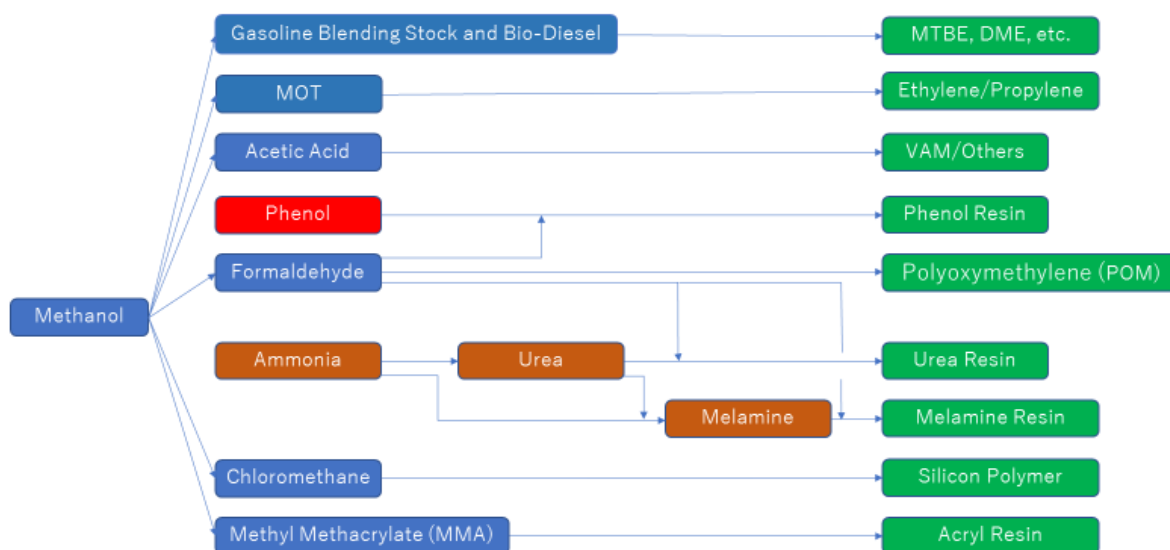 Gasoline Blending Stock and Bio-Diesel
MTBE, DME, etc.
MOT
Ethylene/Propylene
Acetic Acid
VAM/Others
Phenol
Phenol Resin
Formaldehyde
Polyoxymethylene (POM)
Methanol
Ammonia
Urea
Urea Resin
Melamine
Melamine Resin
Chloromethane
Silicon Polymer
Methyl Methacrylate (MMA)
Acryl Resin